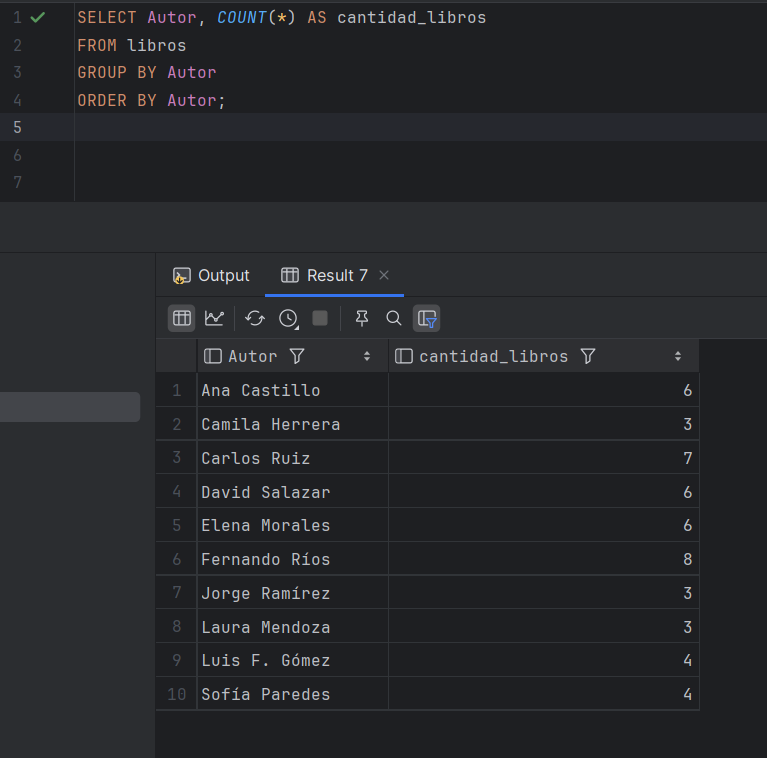 1 SELECT Autor, COUNT(*) AS cantidad_libros
2 FROM libros
3 GROUP BY Autor
4 ORDER BY Autor;
5
6
7
Output Result 7
Autor cantidad_libros
1 Ana Castillo 6
2 Camila Herrera 3
3 Carlos Ruiz 7
4 David Salazar 6
5 Elena Morales 6
6 Fernando Ríos 8
7 Jorge Ramírez 3
8 Laura Mendoza 3
9 Luis F. Gómez 4
10 Sofía Paredes 4